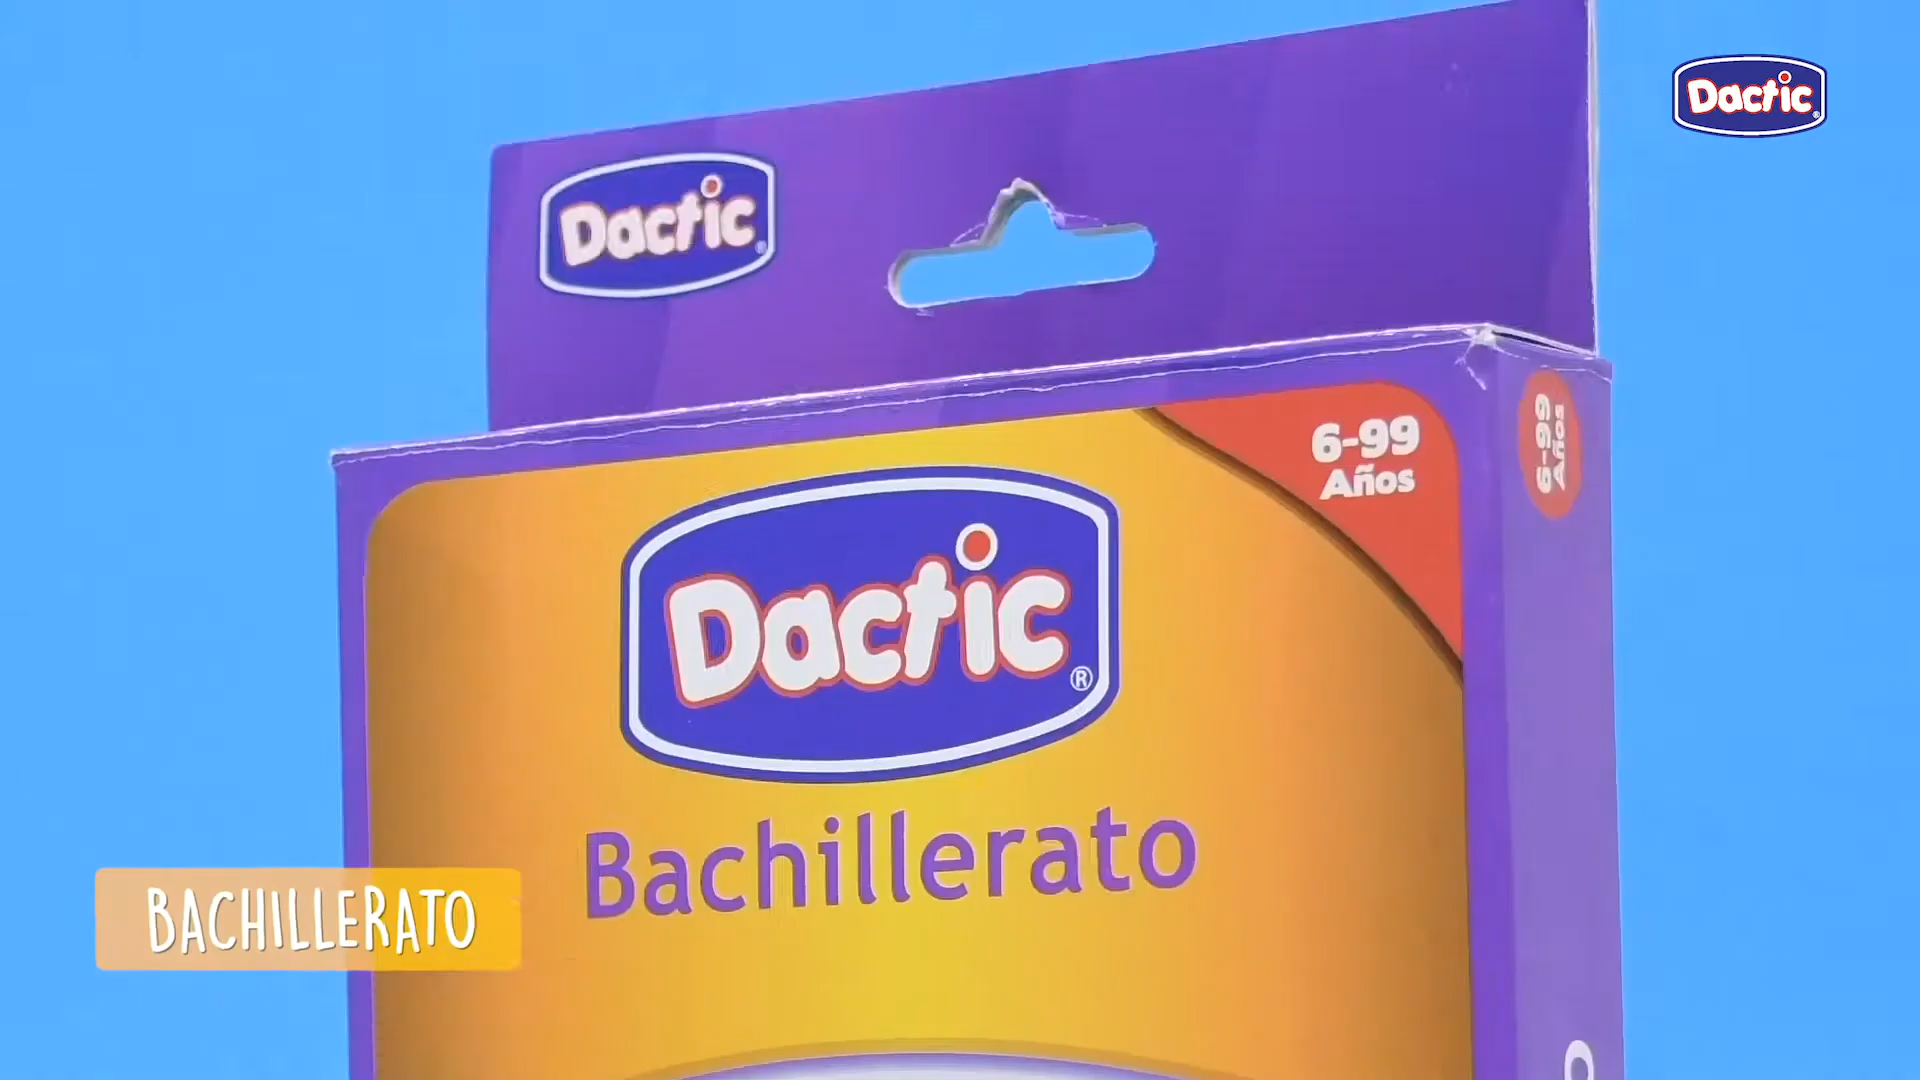 Dactic
Dactic
6-99
Años
6-99
Años
Dactic
®
Bachillerato
BACHILLERATO